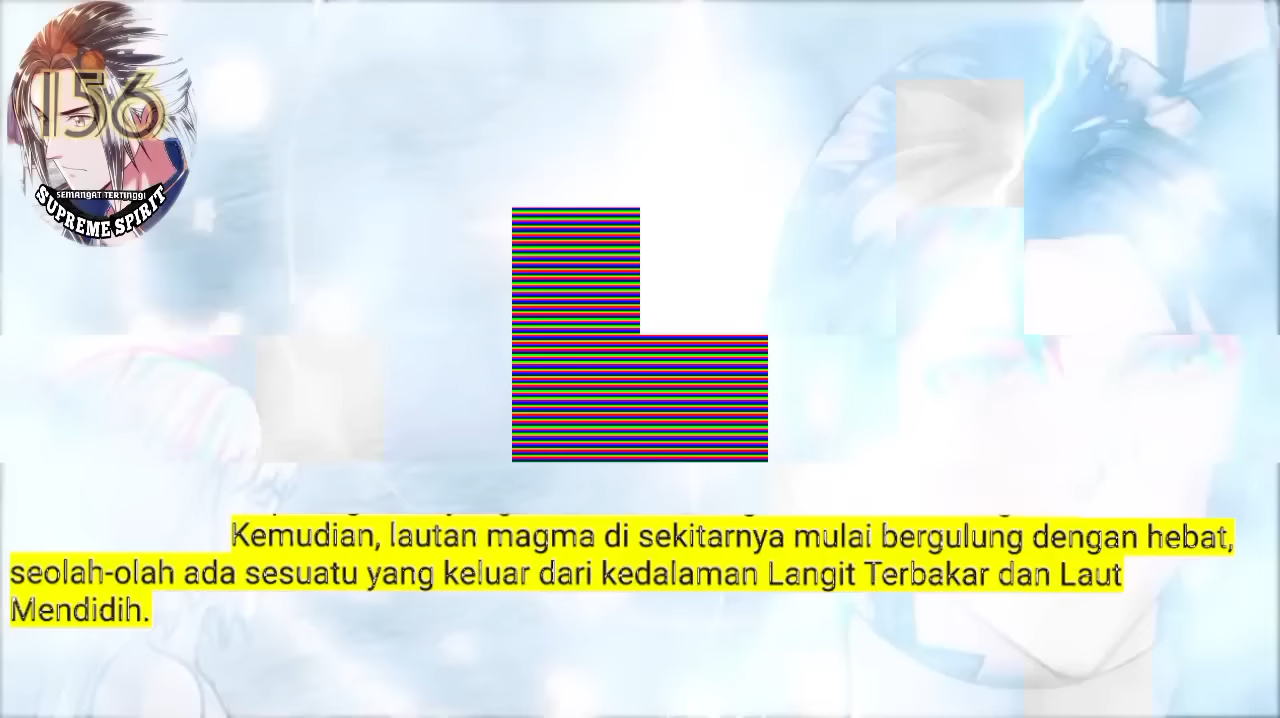 156
SEMANGAT TERTINGGI
SUPREME SPIRIT
Kemudian, lautan magma di sekitarnya mulai bergulung dengan hebat,
seolah-olah ada sesuatu yang keluar dari kedalaman Langit Terbakar dan Laut
Mendidih.